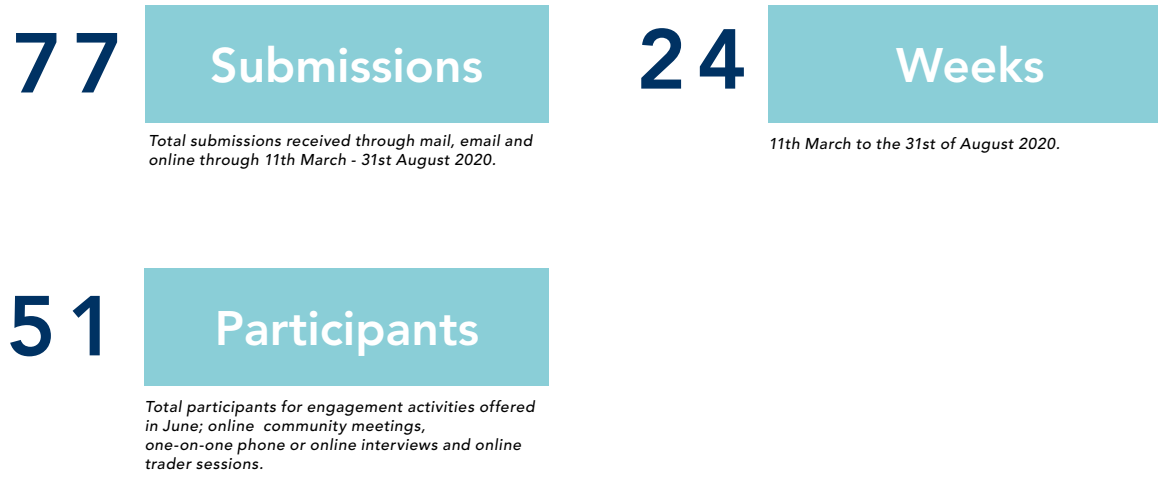 77
Submissions
Total submissions received through mail, email and
online through 11th March - 31st August 2020.
24
Weeks
11th March to the 31st of August 2020.
51
Participants
Total participants for engagement activities offered
in June; online  community meetings,
one-on-one phone or online interviews and online
trader sessions.